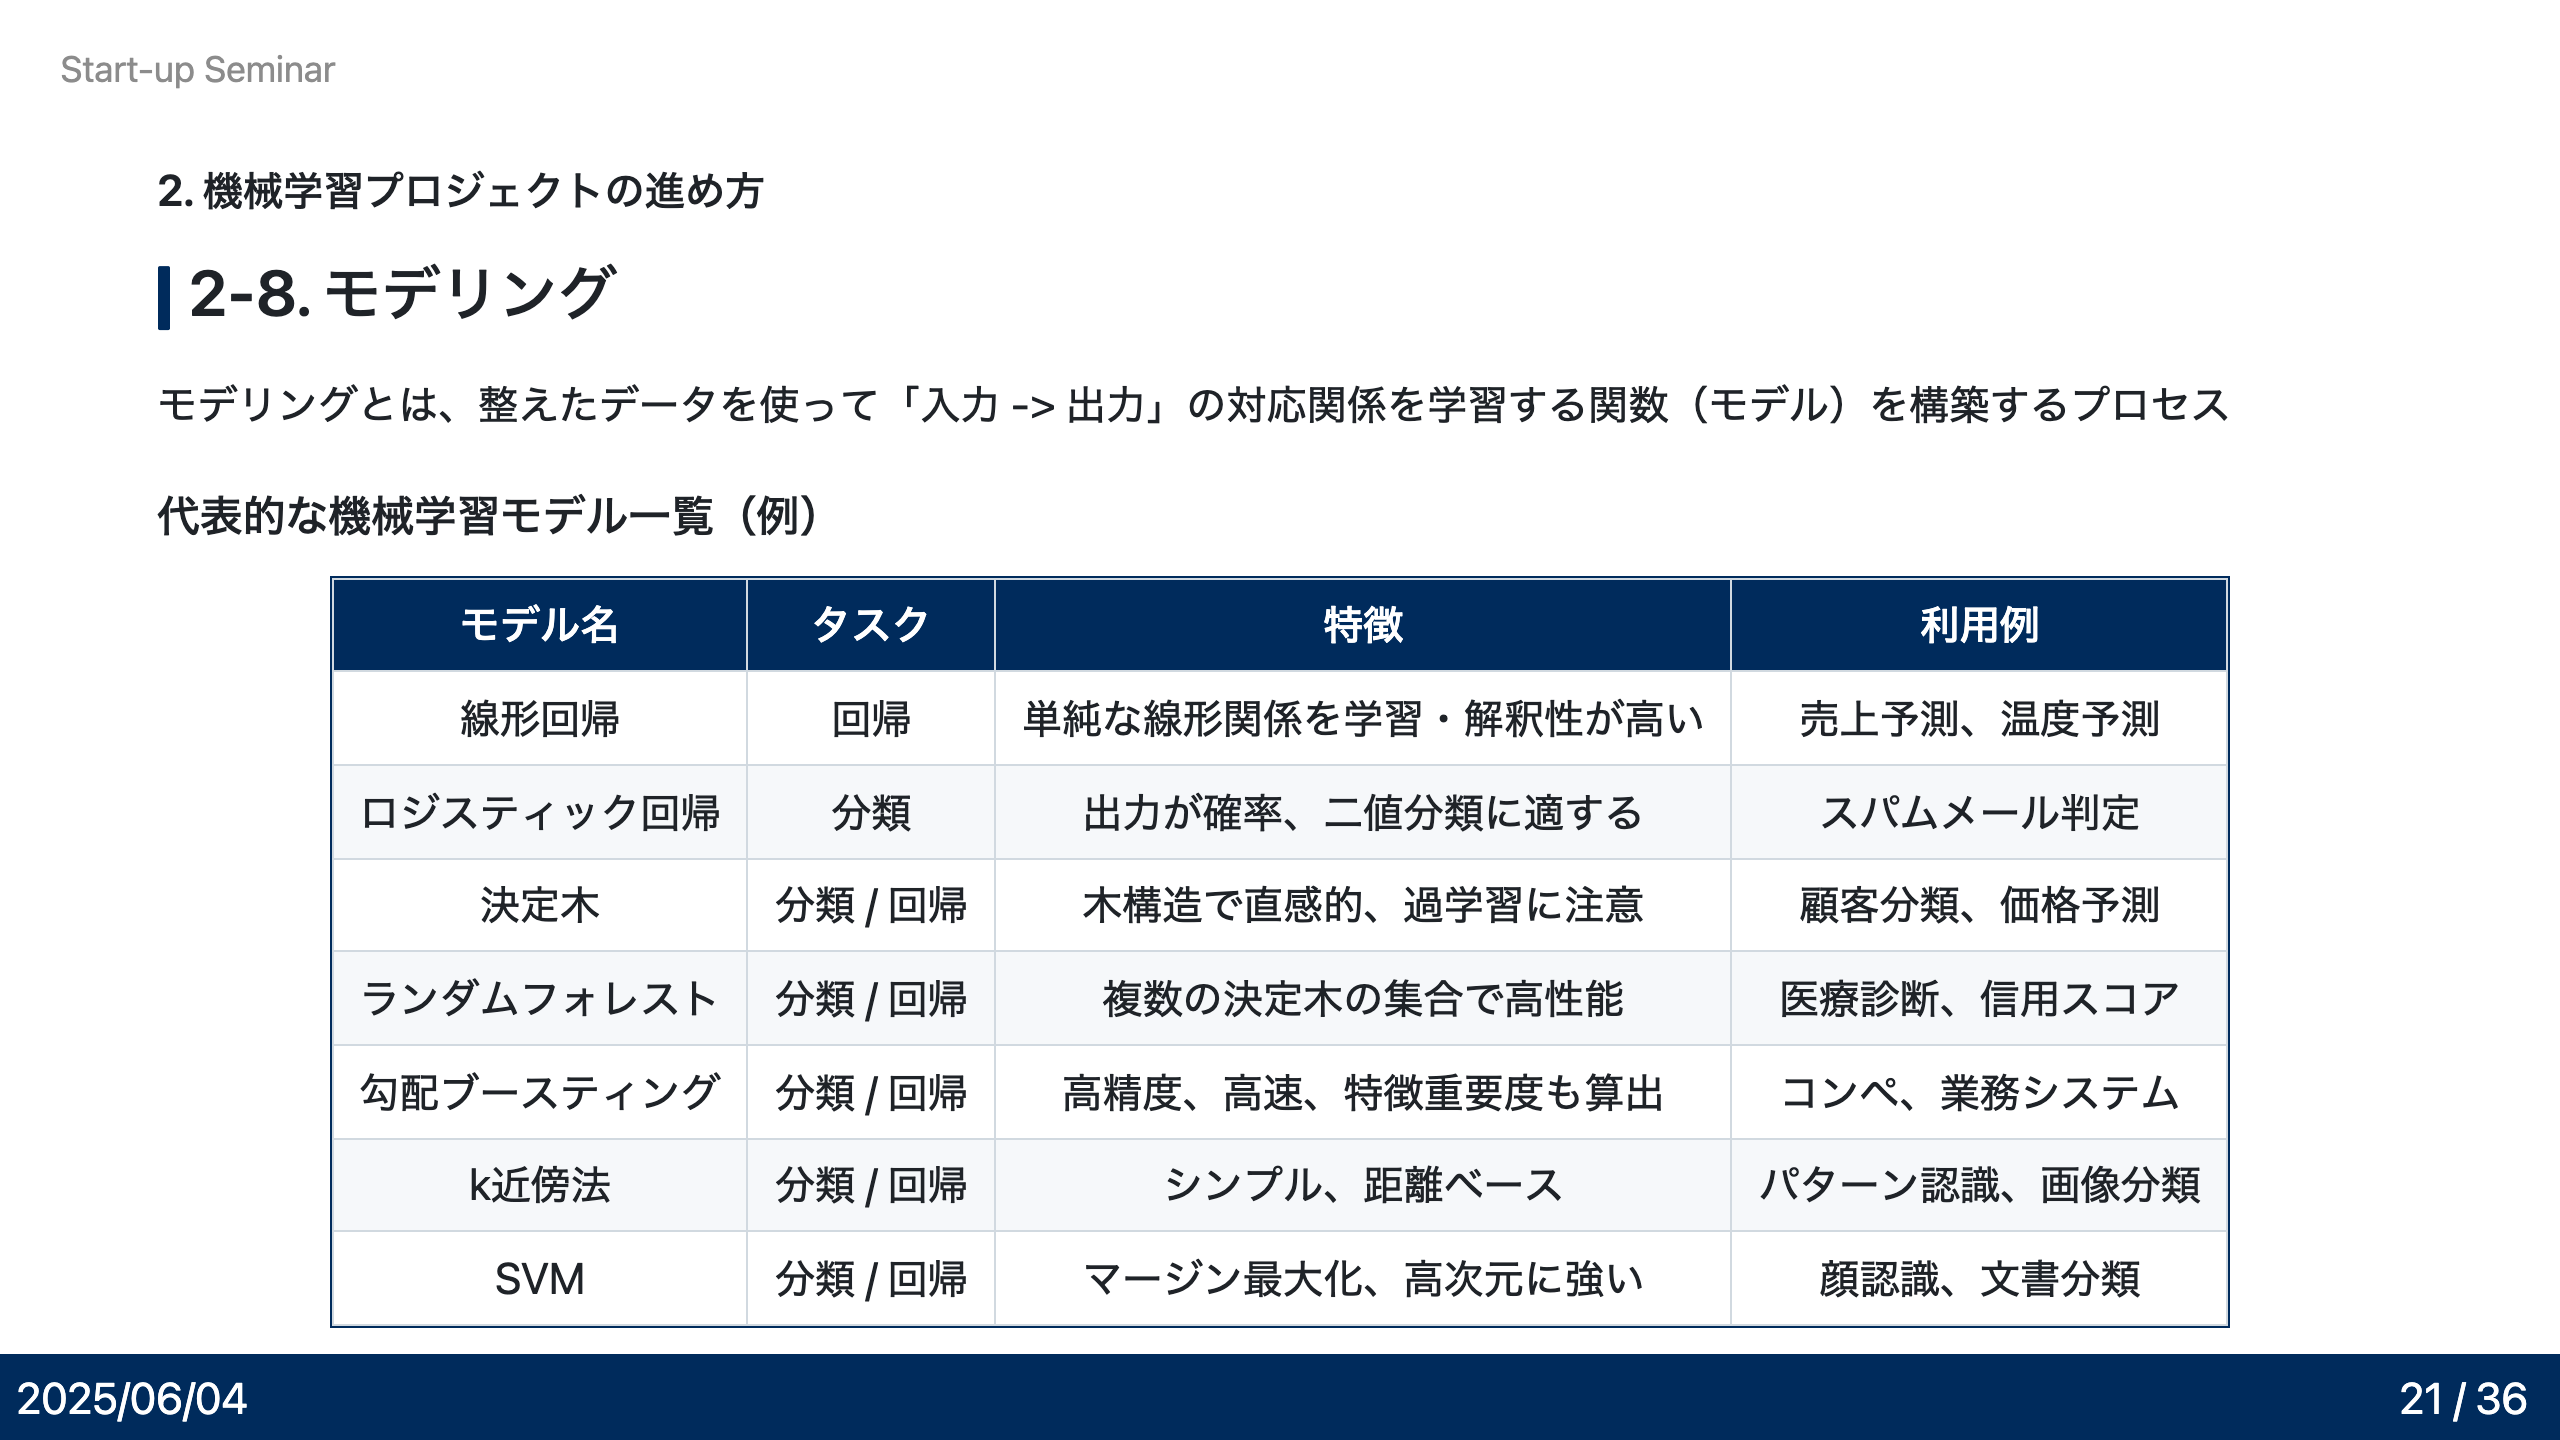 Start-up Seminar
2. 機械学習プロジェクトの進め方
2-8. モデリング
モデリングとは、整えたデータを使って「入力 -> 出力」の対応関係を学習する関数（モデル）を構築するプロセス
代表的な機械学習モデル一覧（例）
モデル名 タスク 特徴 利用例
線形回帰 回帰 単純な線形関係を学習・解釈性が高い 売上予測、温度予測
ロジスティック回帰 分類 出力が確率、二値分類に適する スパムメール判定
決定木 分類 / 回帰 木構造で直感的、過学習に注意 顧客分類、価格予測
ランダムフォレスト 分類 / 回帰 複数の決定木の集合で高性能 医療診断、信用スコア
勾配ブースティング 分類 / 回帰 高精度、高速、特徴重要度も算出 コンペ、業務システム
k近傍法 分類 / 回帰 シンプル、距離ベース パターン認識、画像分類
SVM 分類 / 回帰 マージン最大化、高次元に強い 顔認識、文書分類
2025/06/04
21 / 36